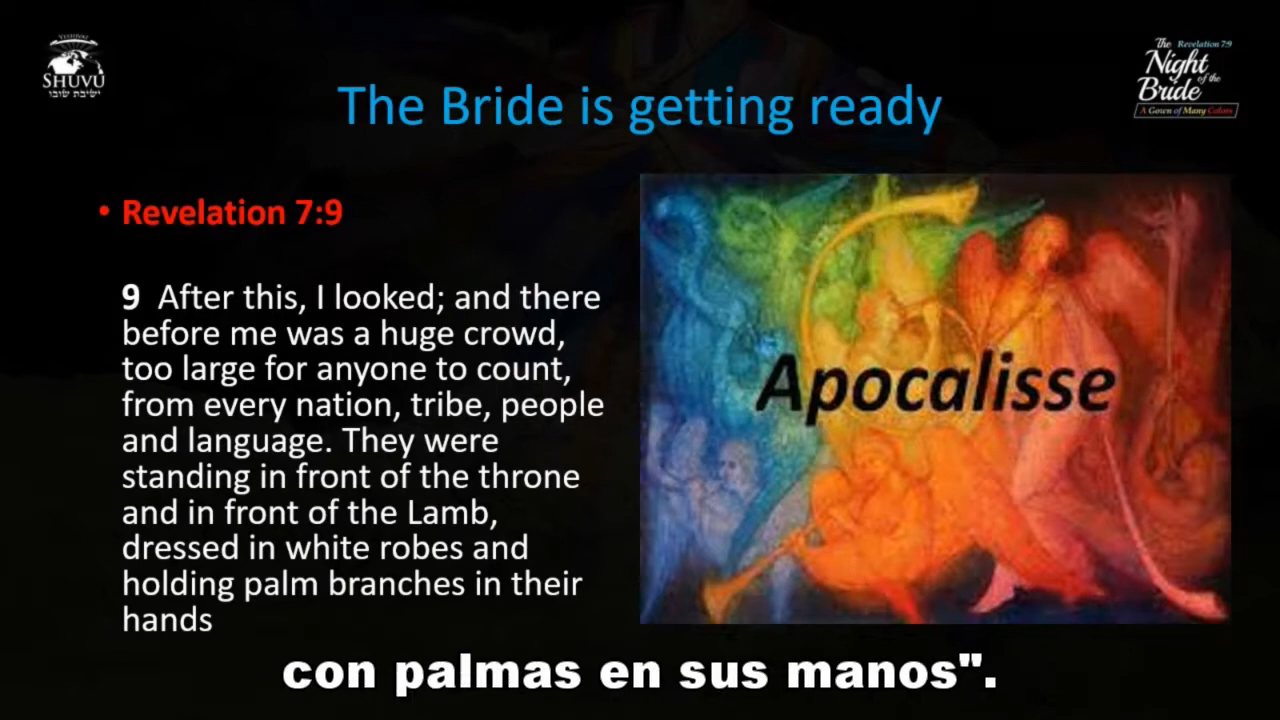 YESHIVAT
SHUVU
ישיבת שובו
The Revelation 7:9
Night
of the
Bride
A Gown of Many Colors
The Bride is getting ready
• Revelation 7:9
9 After this, I looked; and there
before me was a huge crowd,
too large for anyone to count,
from every nation, tribe, people
and language. They were
standing in front of the throne
and in front of the Lamb,
dressed in white robes and
holding palm branches in their
hands
Apocalisse
con palmas en sus manos".